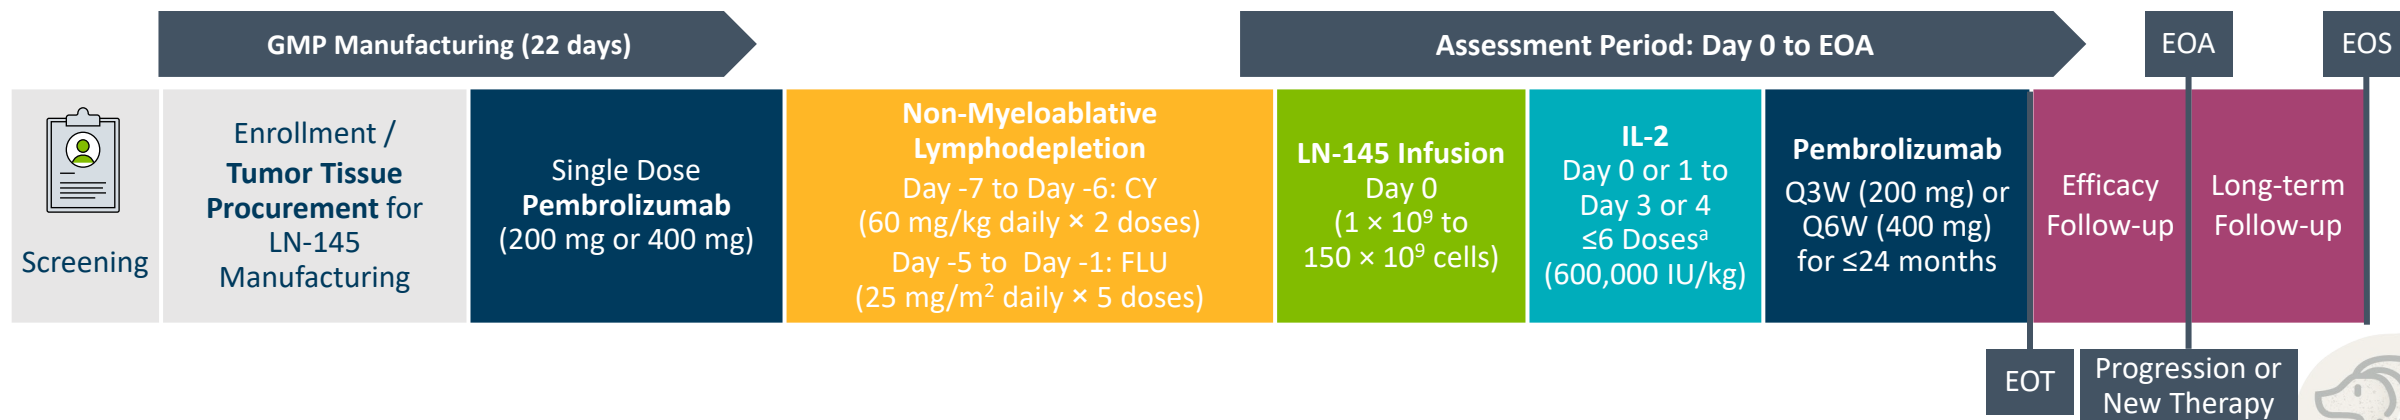 GMP Manufacturing (22 days)
Assessment Period: Day 0 to EOA
EOA
EOS
Screening
Enrollment /
Tumor Tissue
Procurement for
LN-145
Manufacturing
Single Dose
Pembrolizumab
(200 mg or 400 mg)
Non-Myeloablative
Lymphodepletion
Day -7 to Day -6: CY
(60 mg/kg daily × 2 doses)
Day -5 to  Day -1: FLU
(25 mg/m² daily × 5 doses)
LN-145 Infusion
Day 0
(1 × 10⁹ to
150 × 10⁹ cells)
IL-2
Day 0 or 1 to
Day 3 or 4
≤6 Dosesᵃ
(600,000 IU/kg)
Pembrolizumab
Q3W (200 mg) or
Q6W (400 mg)
for ≤24 months
Efficacy
Follow-up
Long-term
Follow-up
EOT
Progression or
New Therapy